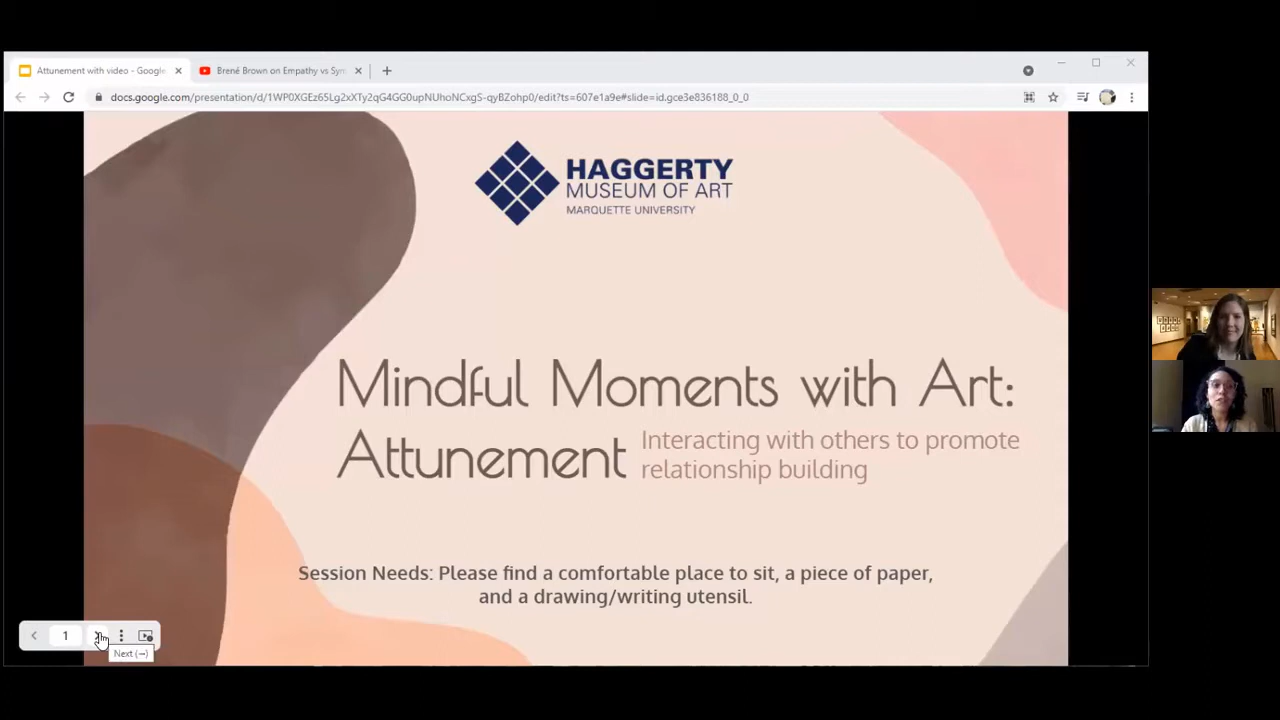 Attunement with video - Google
Brené Brown on Empathy vs Sym
docs.google.com/presentation/d/1WP0XGEz65Lg2xXTy2qG4GG0upNUhoNCxgS-qyBZohp0/edit?ts=607e1a9e#slide=id.gce3e836188_0_0
HAGGERTY
MUSEUM OF ART
MARQUETTE UNIVERSITY
Mindful Moments with Art:
Attunement
Interacting with others to promote
relationship building
Session Needs: Please find a comfortable place to sit, a piece of paper,
and a drawing/writing utensil.
1
Next (→)